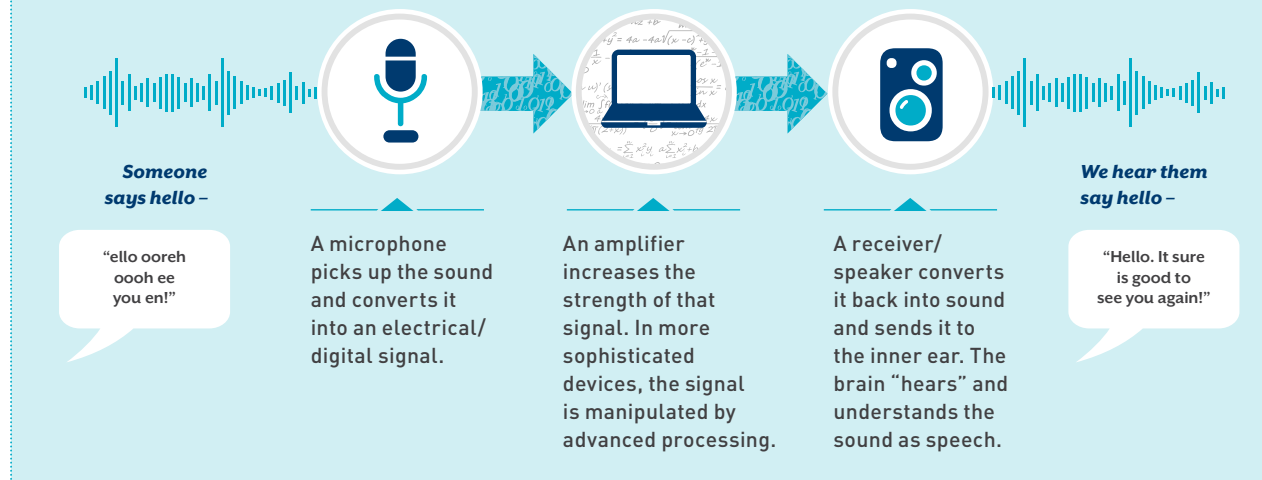 Someone
says hello –
“ello ooreh
oooh ee
you en!”
A microphone
picks up the sound
and converts it
into an electrical/
digital signal.
An amplifier
increases the
strength of that
signal. In more
sophisticated
devices, the signal
is manipulated by
advanced processing.
A receiver/
speaker converts
it back into sound
and sends it to
the inner ear. The
brain “hears” and
understands the
sound as speech.
We hear them
say hello –
“Hello. It sure
is good to
see you again!”